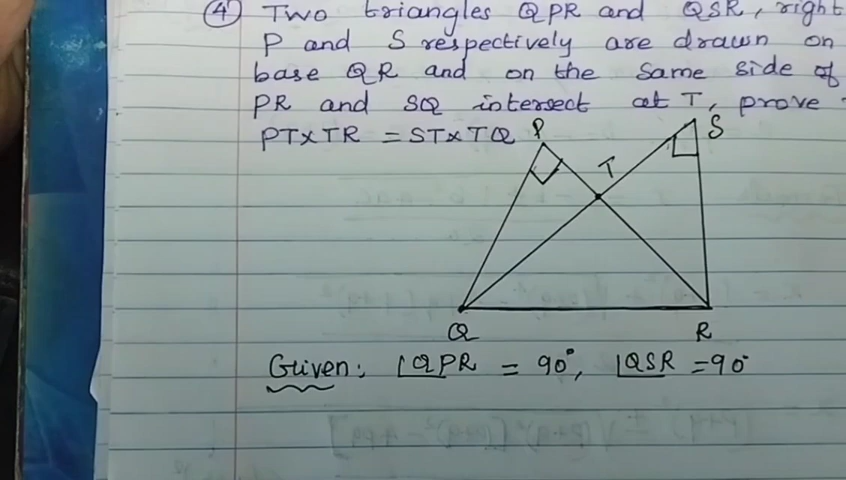 ④ Two triangles QPR and QSR, right
P and S respectively are drawn on
base QR and on the same side of
PR and SQ intersect at T, prove
PT×TR = ST×TQ
P
S
T
Q
R
Given: ∠QPR = 90°, ∠QSR = 90°